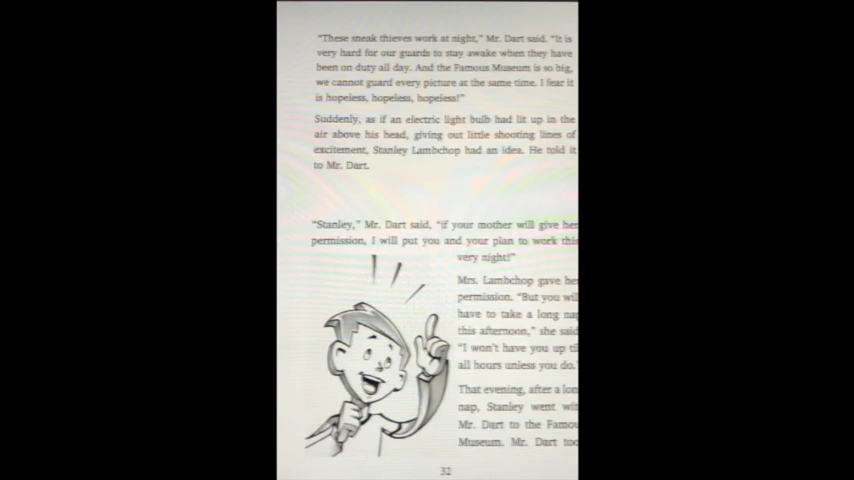 “These sneak thieves work at night,” Mr. Dart said. “It is
very hard for our guards to stay awake when they have
been on duty all day. And the Famous Museum is so big,
we cannot guard every picture at the same time. I fear it
is hopeless, hopeless, hopeless!”
Suddenly, as if an electric light bulb had lit up in the
air above his head, giving out little shooting lines of
excitement, Stanley Lambchop had an idea. He told it
to Mr. Dart.
“Stanley,” Mr. Dart said, “if your mother will give her
permission, I will put you and your plan to work this
very night!”
Mrs. Lambchop gave her
permission. “But you will
have to take a long nap
this afternoon,” she said
“I won't have you up ti
all hours unless you do.”
That evening, after a lon
nap, Stanley went wit
Mr. Dart to the Famou
Museum. Mr. Dart too
32